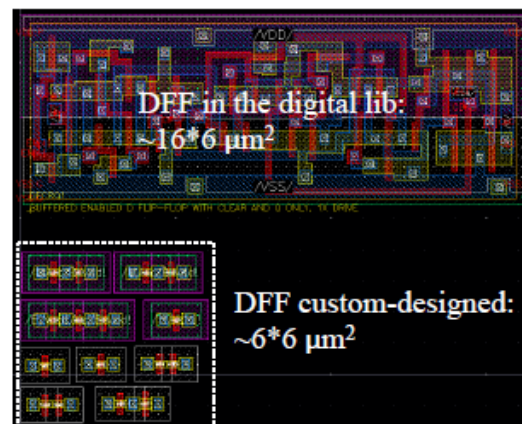 /VDD/
DFF in the digital lib:
~16*6 μm²
/VSS/
BUFFERED ENABLED D FLIP-FLOP WITH CLEAR AND Q ONLY, 1X DRIVE
DFF custom-designed:
~6*6 μm²